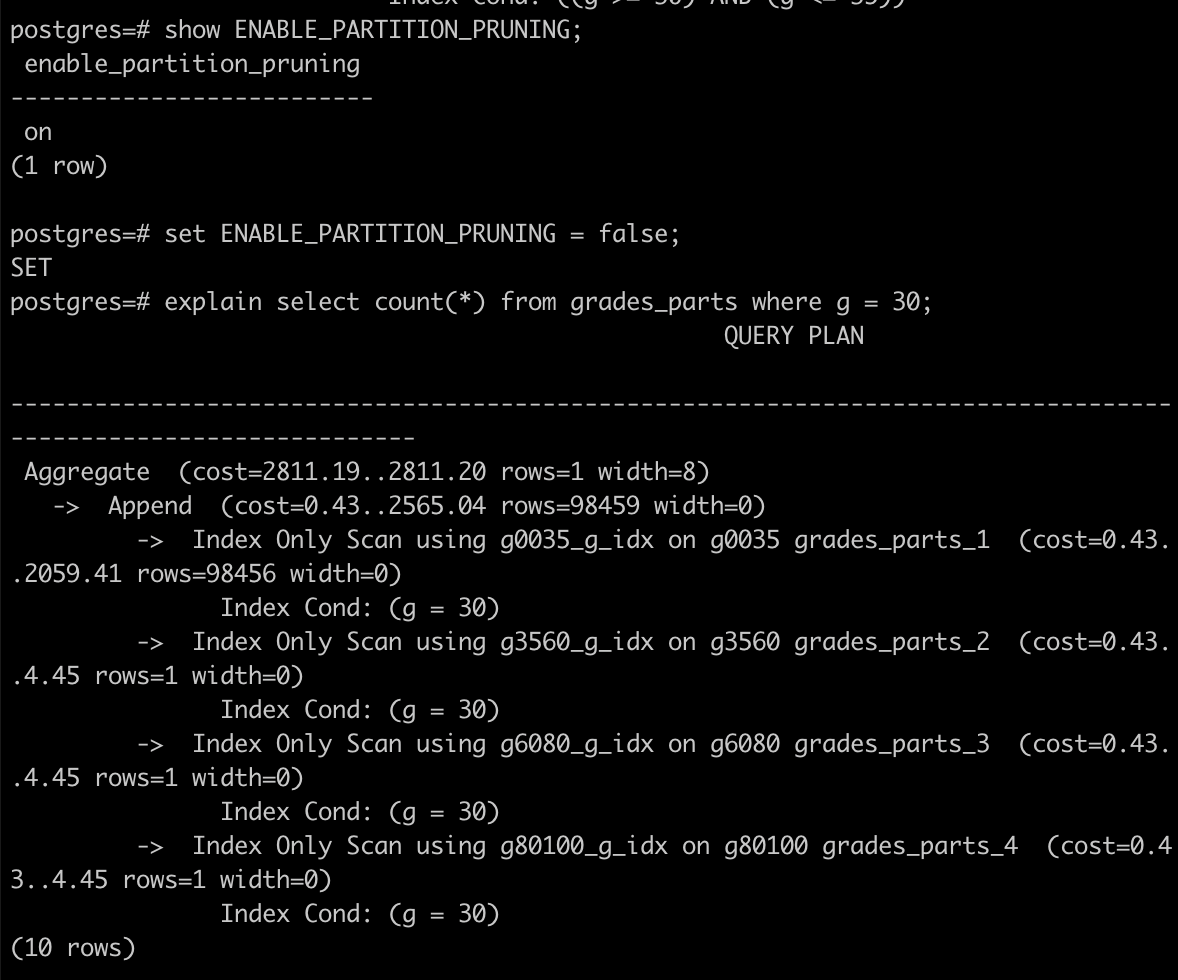 Index Cond: ((g >= 30) AND (g <= 35))
postgres=# show ENABLE_PARTITION_PRUNING;
 enable_partition_pruning
--------------------------
 on
(1 row)

postgres=# set ENABLE_PARTITION_PRUNING = false;
SET
postgres=# explain select count(*) from grades_parts where g = 30;
                                                   QUERY PLAN

-----------------------------------------------------------------------------------
-----------------------------
 Aggregate  (cost=2811.19..2811.20 rows=1 width=8)
   ->  Append  (cost=0.43..2565.04 rows=98459 width=0)
         ->  Index Only Scan using g0035_g_idx on g0035 grades_parts_1  (cost=0.43.
.2059.41 rows=98456 width=0)
               Index Cond: (g = 30)
         ->  Index Only Scan using g3560_g_idx on g3560 grades_parts_2  (cost=0.43.
.4.45 rows=1 width=0)
               Index Cond: (g = 30)
         ->  Index Only Scan using g6080_g_idx on g6080 grades_parts_3  (cost=0.43.
.4.45 rows=1 width=0)
               Index Cond: (g = 30)
         ->  Index Only Scan using g80100_g_idx on g80100 grades_parts_4  (cost=0.4
3..4.45 rows=1 width=0)
               Index Cond: (g = 30)
(10 rows)